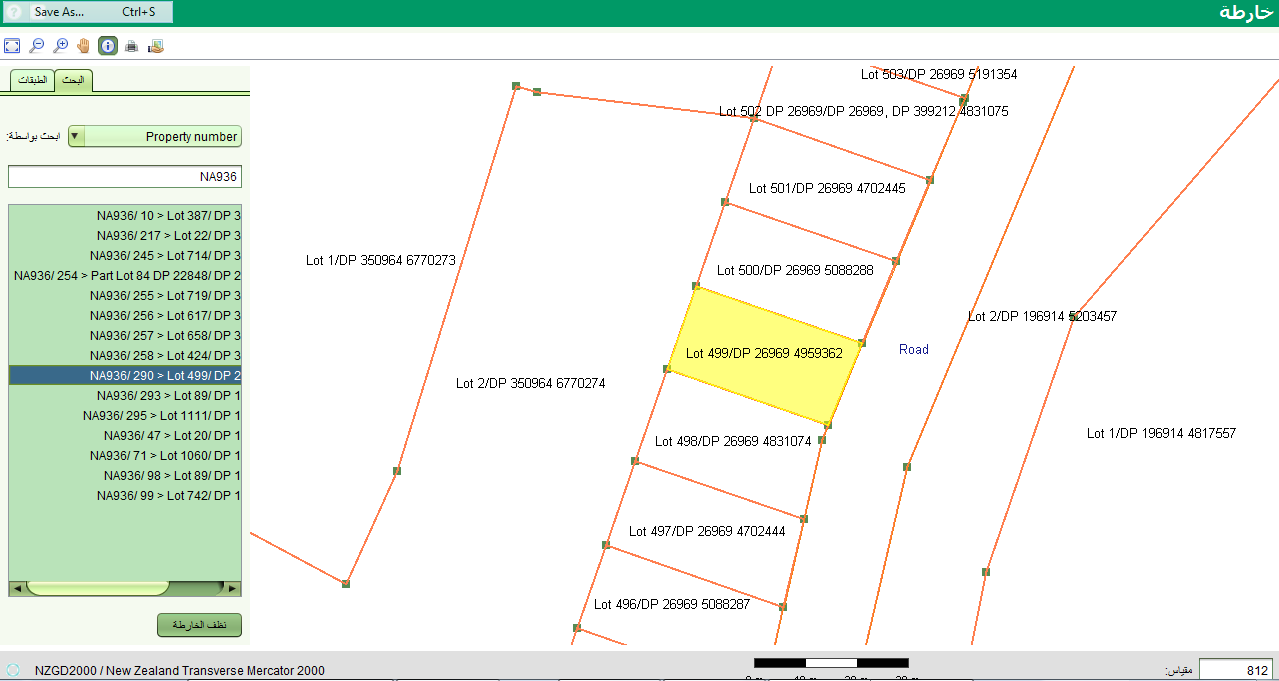 Save As... Ctrl+S
خارطة
البحث
الطبقات
ابحث بواسطة:
Property number
NA936
NA936/ 10 > Lot 387/ DP 3
NA936/ 217 > Lot 22/ DP 3
NA936/ 245 > Lot 714/ DP 3
NA936/ 254 > Part Lot 84 DP 22848/ DP 2
NA936/ 255 > Lot 719/ DP 3
NA936/ 256 > Lot 617/ DP 3
NA936/ 257 > Lot 658/ DP 3
NA936/ 258 > Lot 424/ DP 3
NA936/ 290 > Lot 499/ DP 2
NA936/ 293 > Lot 89/ DP 1
NA936/ 295 > Lot 1111/ DP 1
NA936/ 47 > Lot 20/ DP 1
NA936/ 71 > Lot 1060/ DP 1
NA936/ 98 > Lot 89/ DP 1
NA936/ 99 > Lot 742/ DP 1
نظف الخارطة
Lot 503/DP 26969 5191354
Lot 502 DP 26969/DP 26969, DP 399212 4831075
Lot 501/DP 26969 4702445
Lot 1/DP 350964 6770273
Lot 500/DP 26969 5088288
Lot 2/DP 196914 5203457
Lot 499/DP 26969 4959362
Road
Lot 2/DP 350964 6770274
Lot 498/DP 26969 4831074
Lot 1/DP 196914 4817557
Lot 497/DP 26969 4702444
Lot 496/DP 26969 5088287
NZGD2000 / New Zealand Transverse Mercator 2000
مقياس:
812